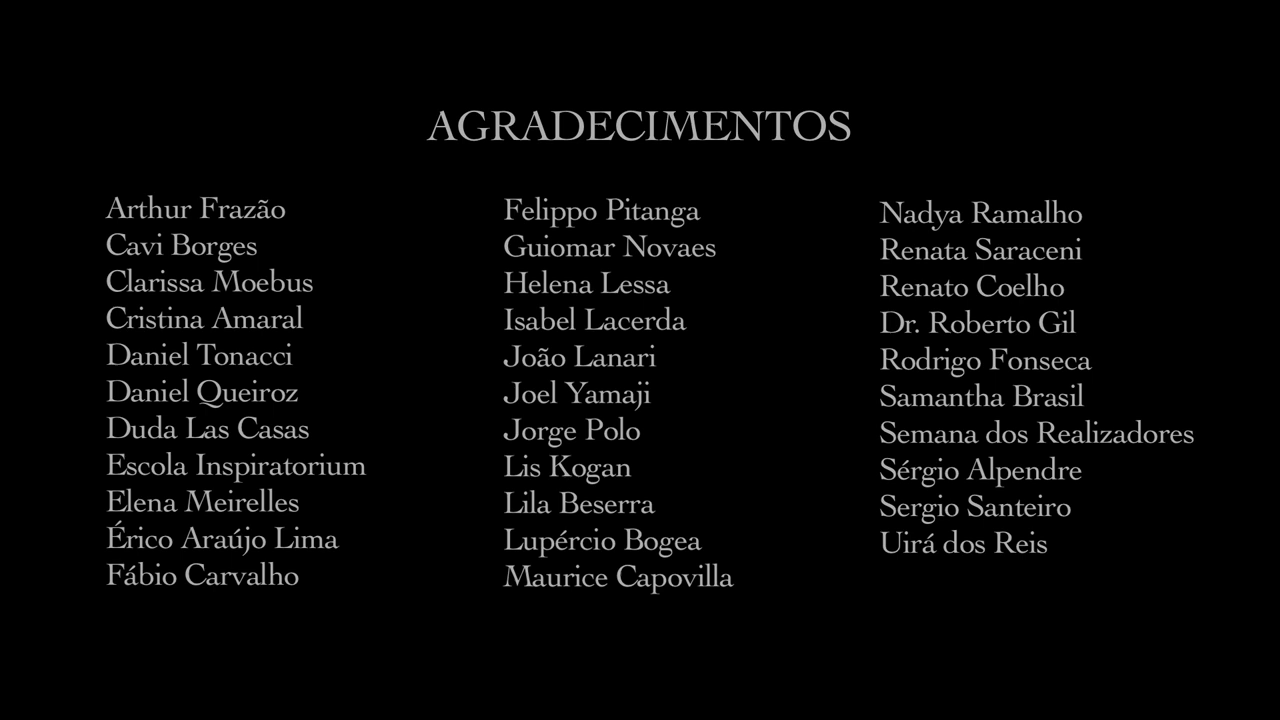 AGRADECIMENTOS
Arthur Frazão
Cavi Borges
Clarissa Moebus
Cristina Amaral
Daniel Tonacci
Daniel Queiroz
Duda Las Casas
Escola Inspiratorium
Elena Meirelles
Érico Araújo Lima
Fábio Carvalho
Felippo Pitanga
Guiomar Novaes
Helena Lessa
Isabel Lacerda
João Lanari
Joel Yamaji
Jorge Polo
Lis Kogan
Lila Beserra
Lupércio Bogea
Maurice Capovilla
Nadya Ramalho
Renata Saraceni
Renato Coelho
Dr. Roberto Gil
Rodrigo Fonseca
Samantha Brasil
Semana dos Realizadores
Sérgio Alpendre
Sergio Santeiro
Uirá dos Reis